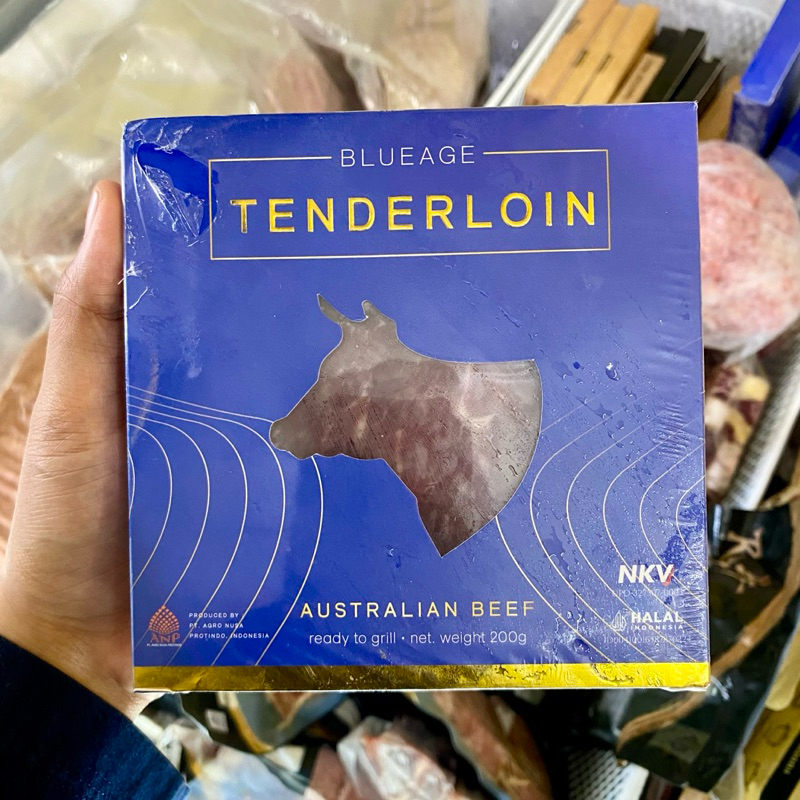 BLUEAGE
TENDERLOIN
AUSTRALIAN BEEF
ready to grill • net. weight 200g
ANP
PRODUCED BY
PT. AGRO NUSA
PROTINDO, INDONESIA
NKV
HALAL
INDONESIA